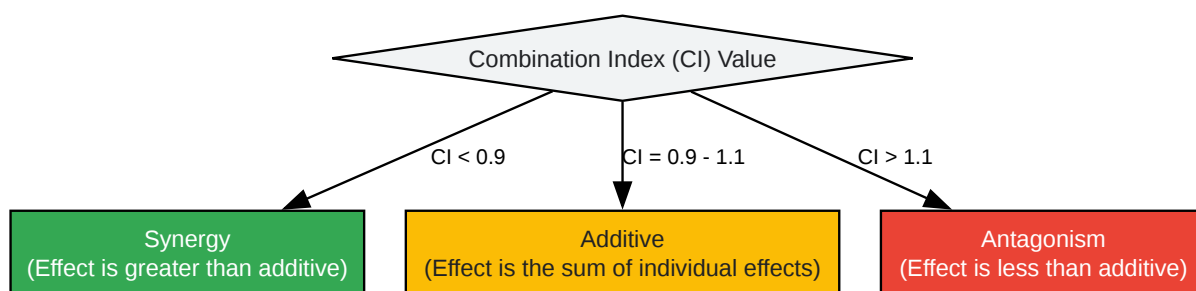 Combination Index (CI) Value
CI < 0.9
CI = 0.9 - 1.1
CI > 1.1
Synergy
(Effect is greater than additive)
Additive
(Effect is the sum of individual effects)
Antagonism
(Effect is less than additive)